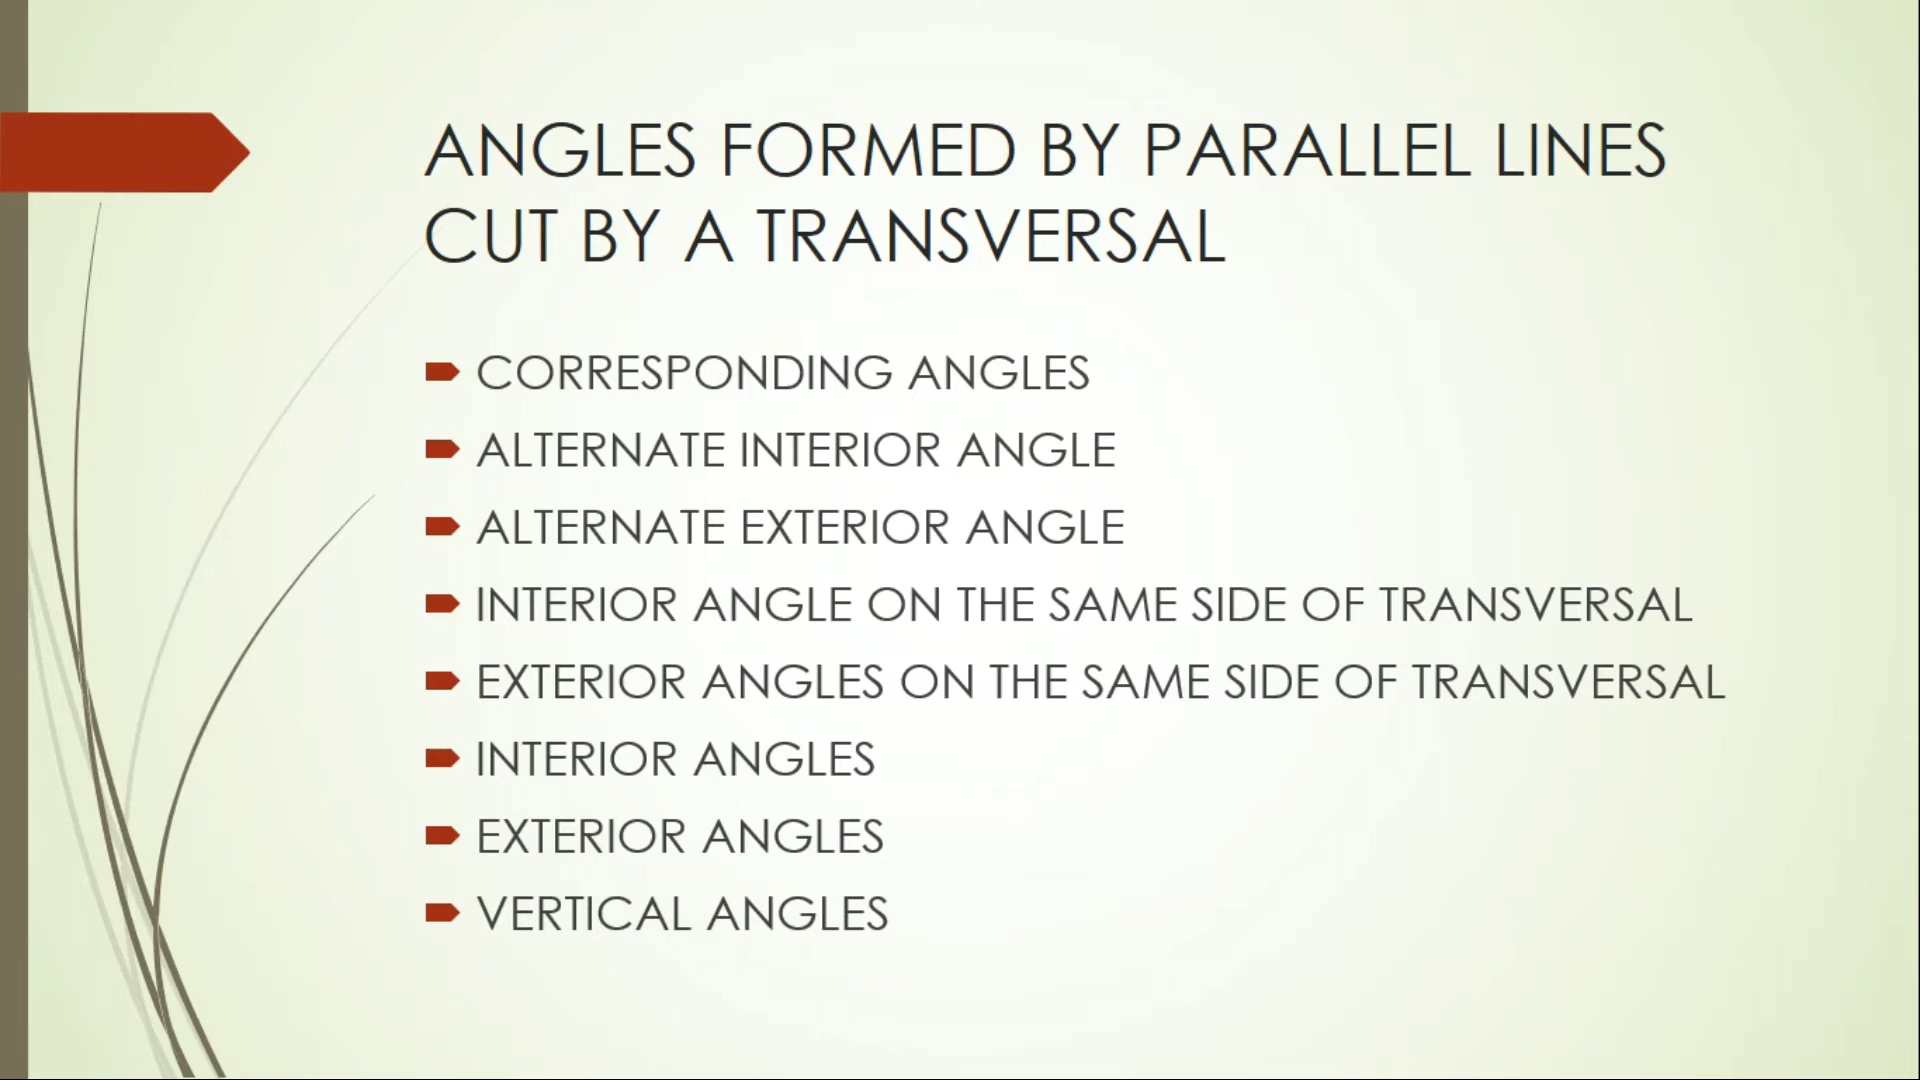 ANGLES FORMED BY PARALLEL LINES
CUT BY A TRANSVERSAL
CORRESPONDING ANGLES
ALTERNATE INTERIOR ANGLE
ALTERNATE EXTERIOR ANGLE
INTERIOR ANGLE ON THE SAME SIDE OF TRANSVERSAL
EXTERIOR ANGLES ON THE SAME SIDE OF TRANSVERSAL
INTERIOR ANGLES
EXTERIOR ANGLES
VERTICAL ANGLES